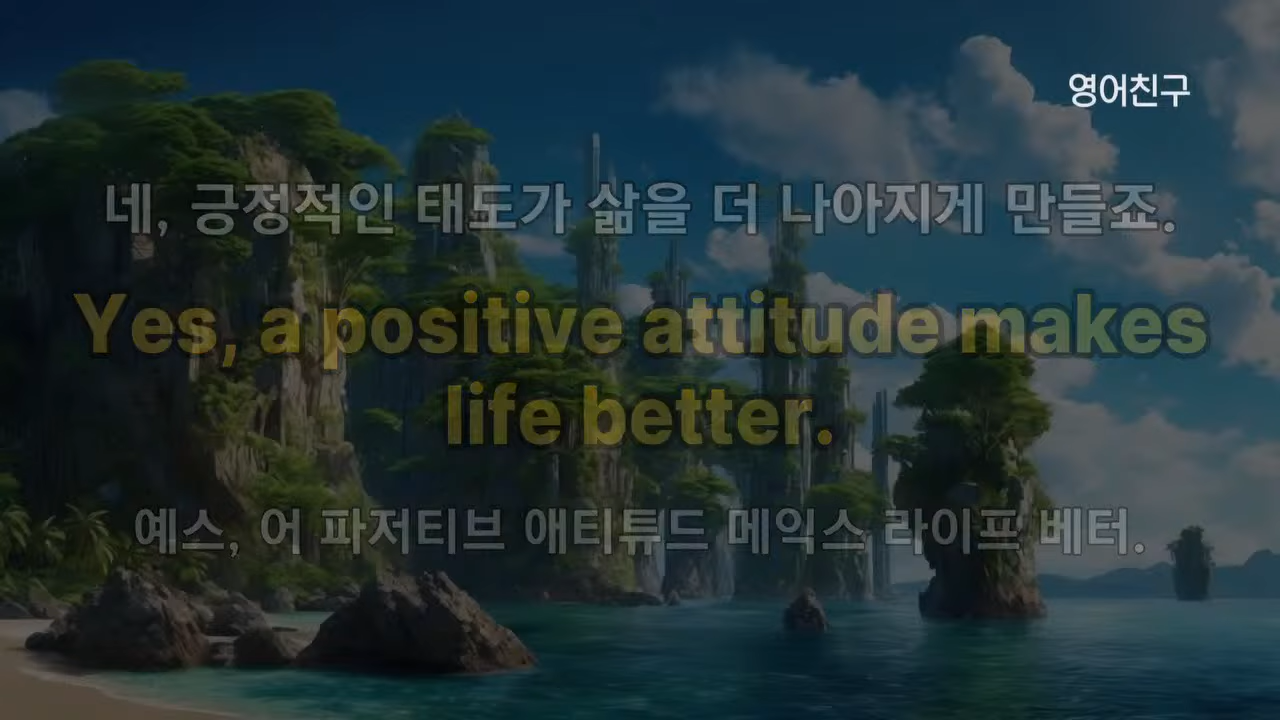 영어친구
네, 긍정적인 태도가 삶을 더 나아지게 만들죠.
Yes, a positive attitude makes
life better.
예스, 어 파저티브 애티튜드 메익스 라이프 베터.